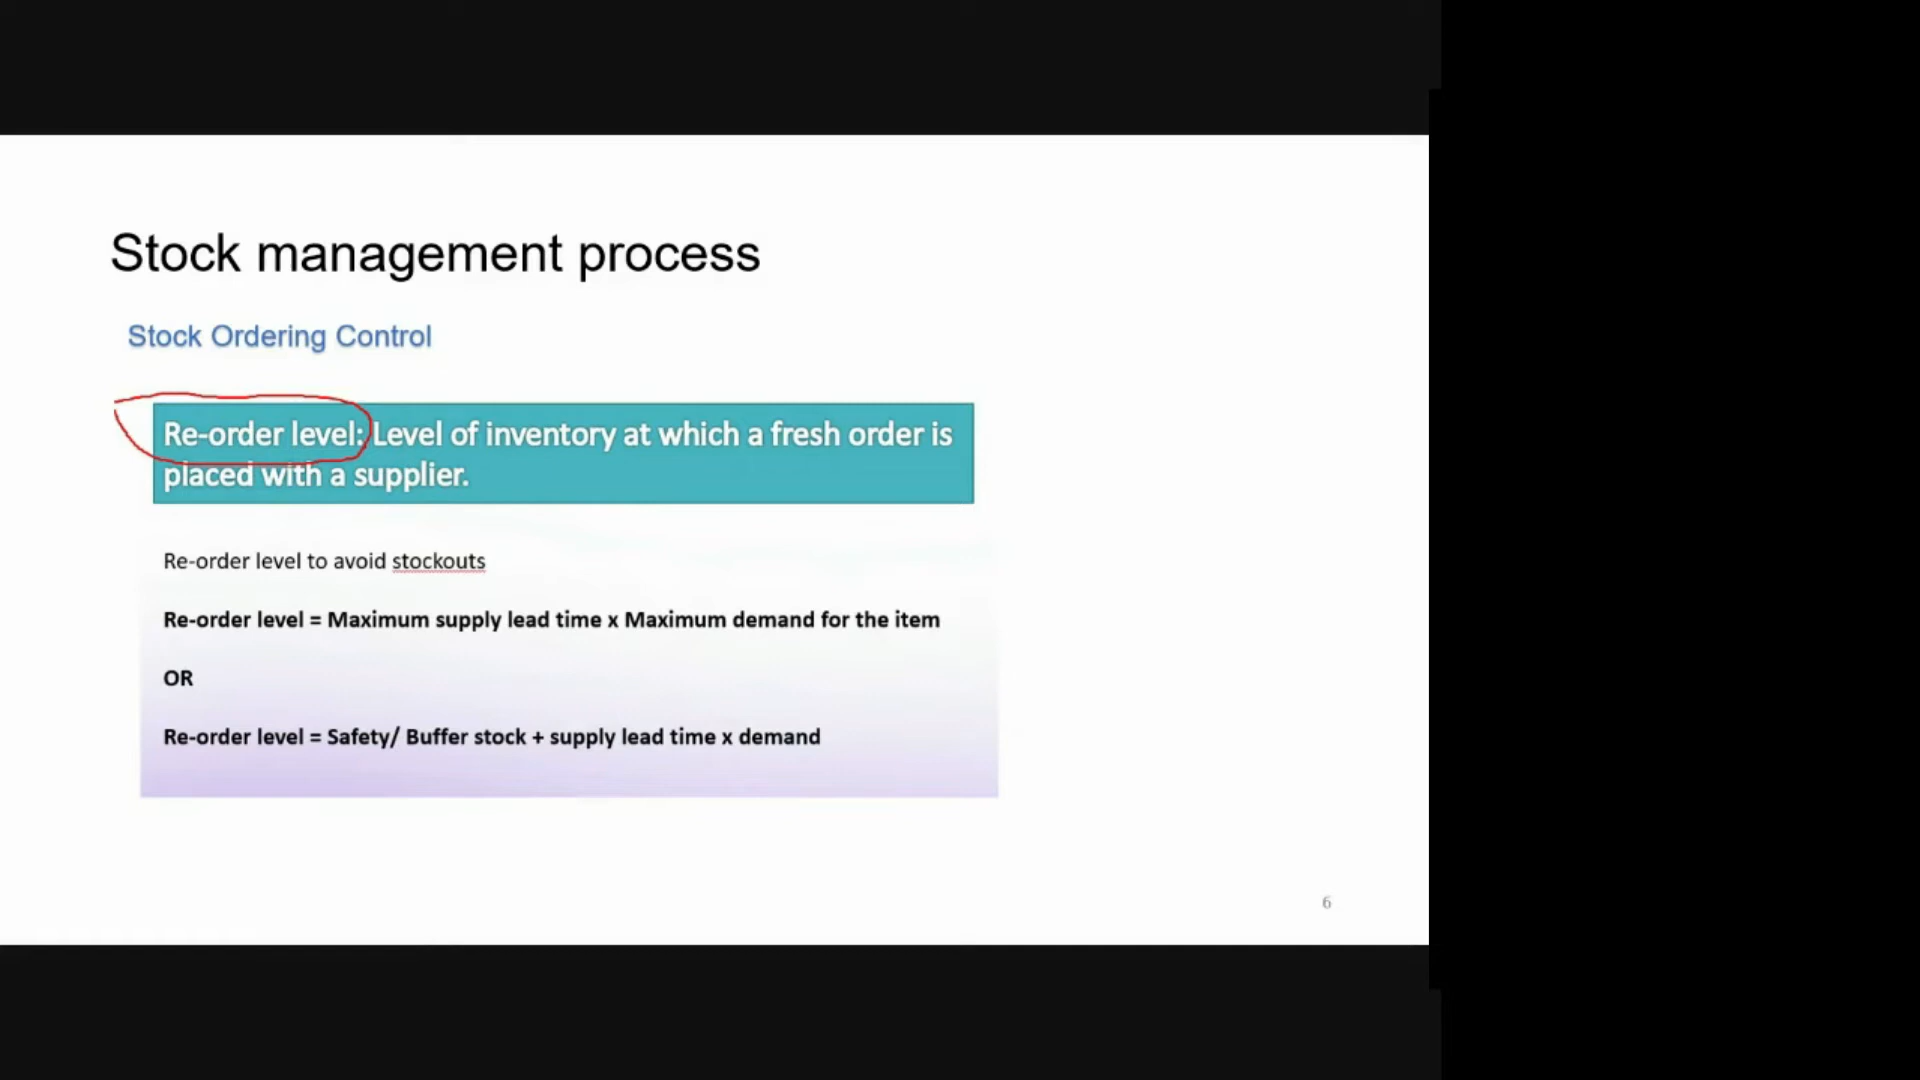 Stock management process
Stock Ordering Control
Re-order level: Level of inventory at which a fresh order is
placed with a supplier.
Re-order level to avoid stockouts
Re-order level = Maximum supply lead time x Maximum demand for the item
OR
Re-order level = Safety/ Buffer stock + supply lead time x demand
6